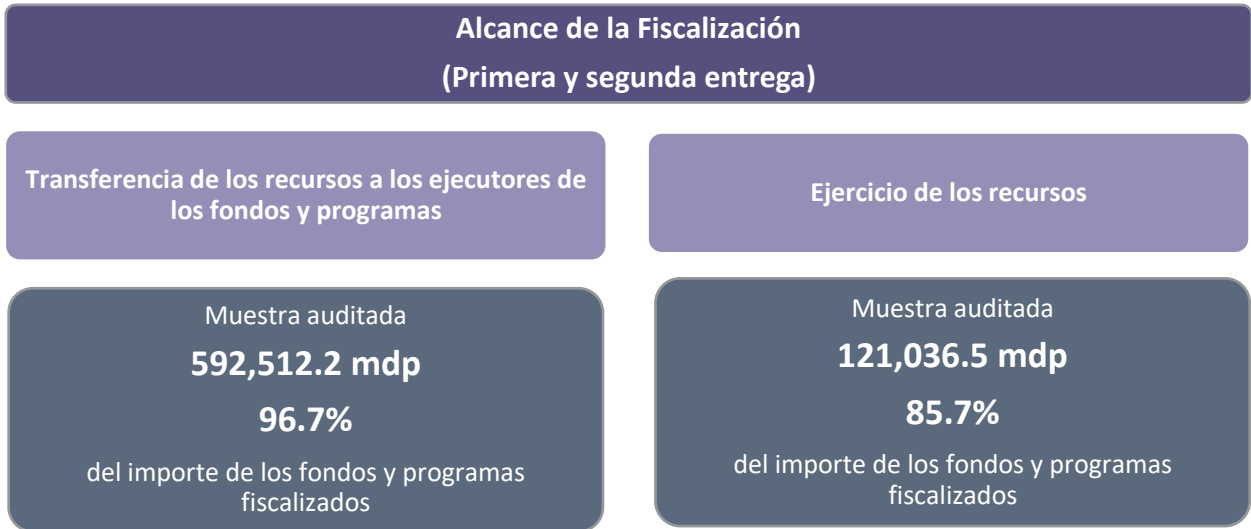 Alcance de la Fiscalización
(Primera y segunda entrega)
Transferencia de los recursos a los ejecutores de
los fondos y programas
Muestra auditada
592,512.2 mdp
96.7%
del importe de los fondos y programas
fiscalizados
Ejercicio de los recursos
Muestra auditada
121,036.5 mdp
85.7%
del importe de los fondos y programas
fiscalizados